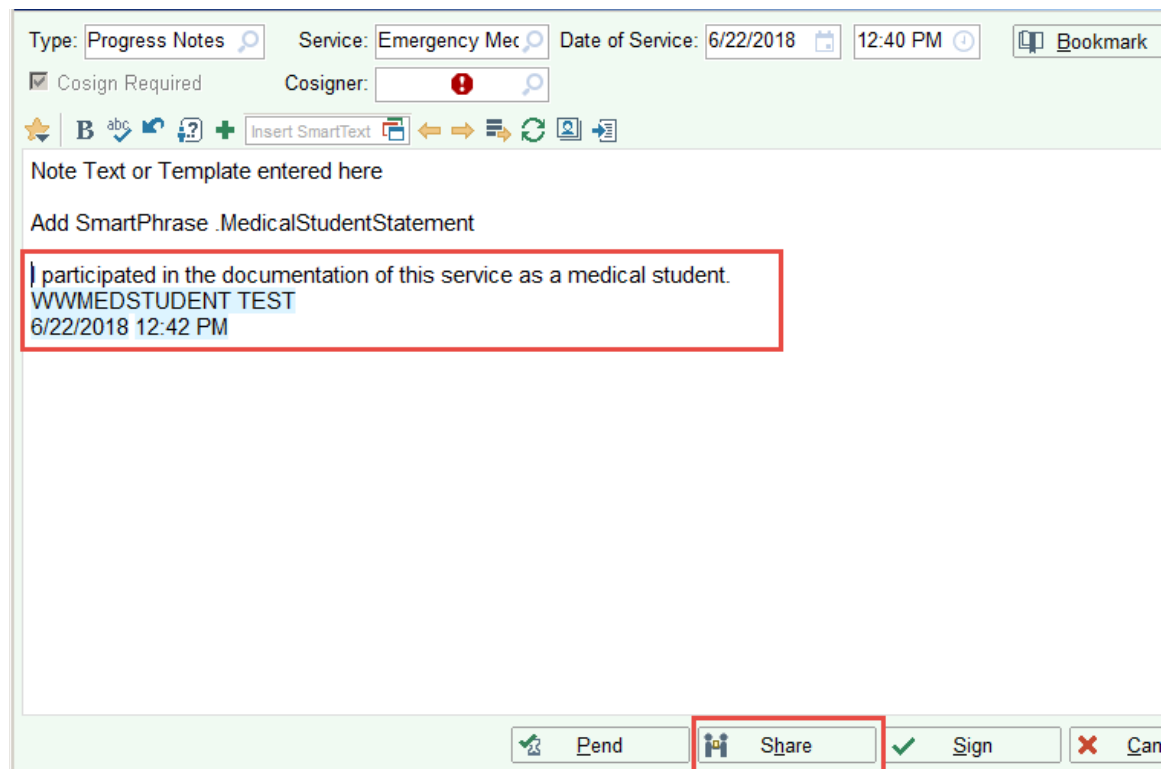 Type: Progress Notes Service: Emergency Mec Date of Service: 6/22/2018 12:40 PM Bookmark
Cosign Required Cosigner:
B abc Insert SmartText
Note Text or Template entered here
Add SmartPhrase .MedicalStudentStatement
I participated in the documentation of this service as a medical student.
WWMEDSTUDENT TEST
6/22/2018 12:42 PM
Pend Share Sign Can